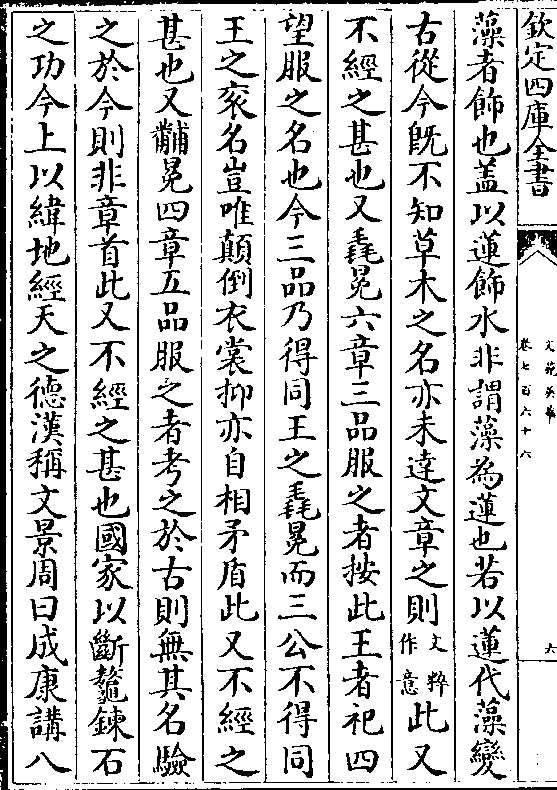 欽定四庫全書
文苑英華
卷七百六十六
六
藻者飾也盖以蓮飾水非謂藻為蓮也若以蓮代藻變
古從今旣不知草木之名亦未達文章之則文粹作意此又
不經之甚也又毳冕六章三品服之者按此王者祀四
望服之名也今三品乃得同王之毳冕而三公不得同
王之衮名豈唯顛倒衣裳抑亦自相矛盾此又不經之
甚也又黼冕四章五品服之者考之於古則無其名驗
之於今則非章首此又不經之甚也國家以斷鼇鍊石
之功今上以緯地經天之德漢稱文景周曰成康講八